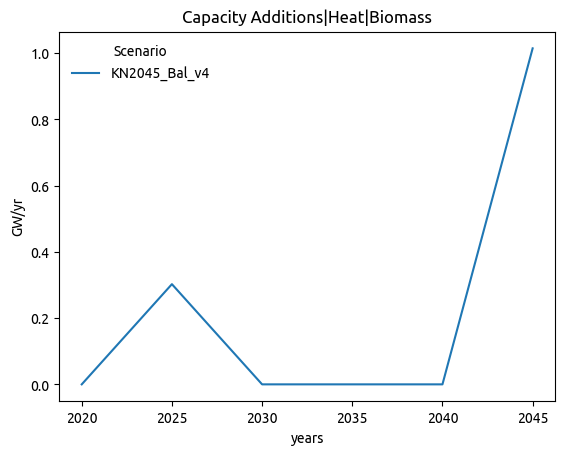 Capacity Additions|Heat|Biomass
Scenario
KN2045_Bal_v4
GW/yr
1.0
0.8
0.6
0.4
0.2
0.0
2020 2025 2030 2035 2040 2045
years